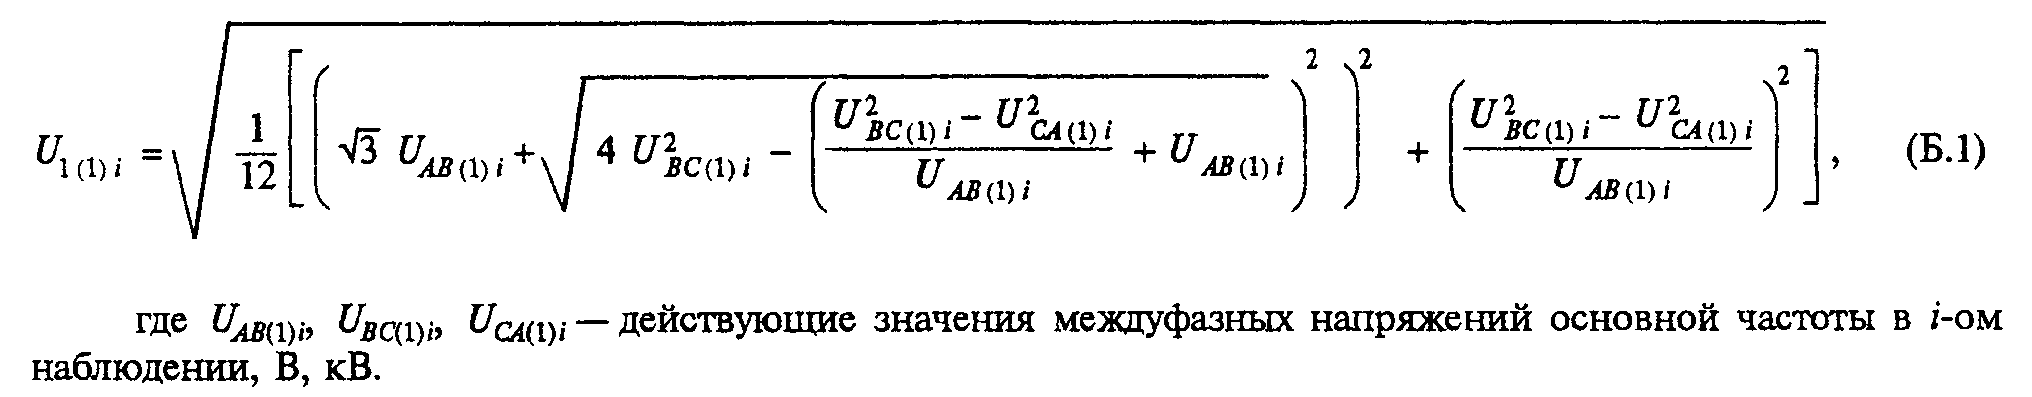 U_{1(1)i} = \sqrt{\frac{1}{12}\left[\left(\sqrt{3}\,U_{AB(1)i} + \sqrt{4\,U^2_{BC(1)i} - \left(\frac{U^2_{BC(1)i} - U^2_{CA(1)i}}{U_{AB(1)i}} + U_{AB(1)i}\right)^2}\right)^2 + \left(\frac{U^2_{BC(1)i} - U^2_{CA(1)i}}{U_{AB(1)i}}\right)^2\right]}, (Б.1)
где U_{AB(1)i}, U_{BC(1)i}, U_{CA(1)i} — действующие значения междуфазных напряжений основной частоты в i-ом
наблюдении, В, кВ.